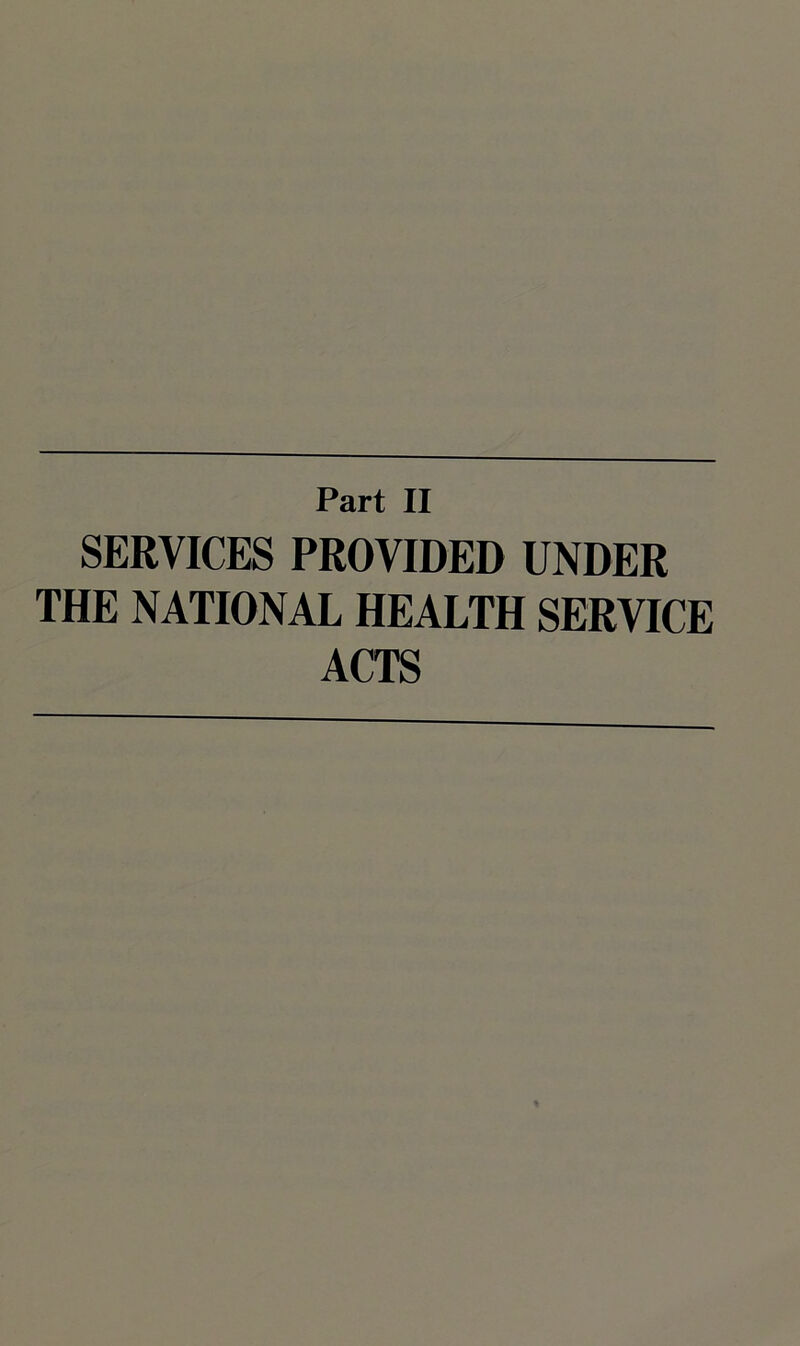 Part II
SERVICES PROVIDED UNDER
THE NATIONAL HEALTH SERVICE
ACTS